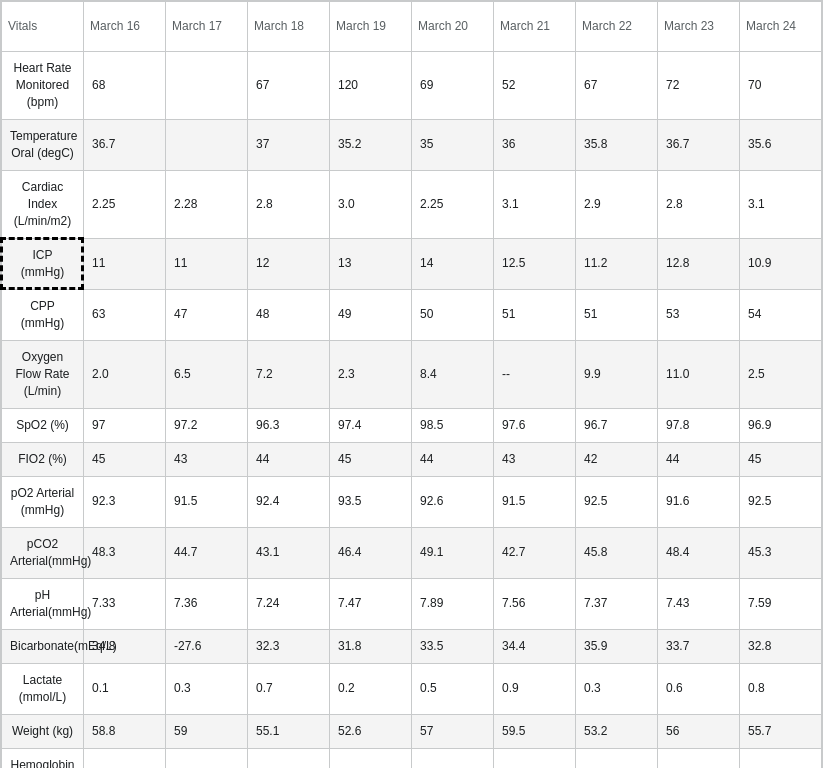 Vitals March 16 March 17 March 18 March 19 March 20 March 21 March 22 March 23 March 24
Heart Rate
Monitored
(bpm)
68 67 120 69 52 67 72 70
Temperature
Oral (degC)
36.7 37 35.2 35 36 35.8 36.7 35.6
Cardiac
Index
(L/min/m2)
2.25 2.28 2.8 3.0 2.25 3.1 2.9 2.8 3.1
ICP
(mmHg)
11 11 12 13 14 12.5 11.2 12.8 10.9
CPP
(mmHg)
63 47 48 49 50 51 51 53 54
Oxygen
Flow Rate
(L/min)
2.0 6.5 7.2 2.3 8.4 -- 9.9 11.0 2.5
SpO2 (%) 97 97.2 96.3 97.4 98.5 97.6 96.7 97.8 96.9
FIO2 (%) 45 43 44 45 44 43 42 44 45
pO2 Arterial
(mmHg)
92.3 91.5 92.4 93.5 92.6 91.5 92.5 91.6 92.5
pCO2
Arterial(mmHg)
48.3 44.7 43.1 46.4 49.1 42.7 45.8 48.4 45.3
pH
Arterial(mmHg)
7.33 7.36 7.24 7.47 7.89 7.56 7.37 7.43 7.59
Bicarbonate(mEq/L) -27.6 32.3 31.8 33.5 34.4 35.9 33.7 32.8
Lactate
(mmol/L)
0.1 0.3 0.7 0.2 0.5 0.9 0.3 0.6 0.8
Weight (kg) 58.8 59 55.1 52.6 57 59.5 53.2 56 55.7
Hemoglobin